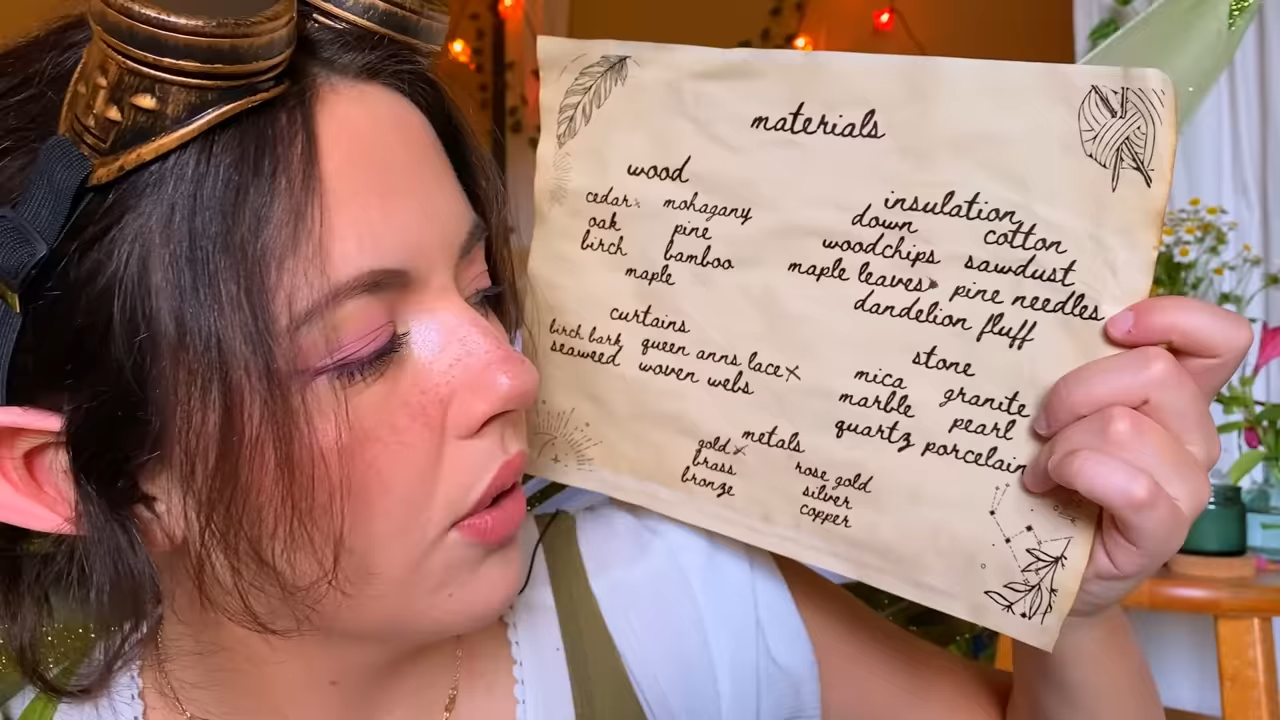 materials
wood
cedar x mohagany
oak pine
birch bamboo
maple
curtains
birch bark queen anns lace x
seaweed woven webs
insulation
down cotton
woodchips sawdust
maple leaves x pine needles
dandelion fluff
stone
mica granite
marble pearl
quartz porcelain
metals
gold x rose gold
brass silver
bronze copper